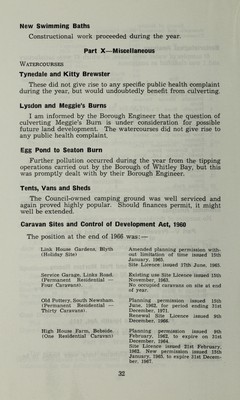 New Swimming Baths
Constructional work proceeded during the year.
Part X—Miscellaneous
WATERCOURSES
Tynedale and Kitty Brewster
These did not give rise to any specific public health complaint
during the year, but would undoubtedly benefit from culverting.
Lysdon and Meggie's Burns
I am informed by the Borough Engineer that the question of
culverting Meggie's Burn is under consideration for possible
future land development. The watercourses did not give rise to
any public health complaint.
Egg Pond to Seaton Burn
Further pollution occurred during the year from the tipping
operations carried out by the Borough of Whitley Bay, but this
was promptly dealt with by their Borough Engineer.
Tents, Vans and Sheds
The Council-owned camping ground was well serviced and
again proved highly popular. Should finances permit, it might
well be extended.
Caravan Sites and Control of Development Act, 1960
The position at the end of 1966 was:—
Link House Gardens, Blyth
(Holiday Site)
Amended planning permission with-
out limitation of time issued 15th
January, 1963.
Site Licence issued 27th June, 1963.
Service Garage, Links Road.
(Permanent Residential —
Four Caravans).
Existing use Site Licence issued 15th
November, 1963.
No occupied caravans on site at end
of year.
Old Pottery, South Newsham.
(Permanent Residential —
Thirty Caravans).
Planning permission issued 15th
June, 1962, for period ending 31st
December, 1971.
Renewal Site Licence issued 9th
December, 1966.
High House Farm, Bebside.
(One Residential Caravan)
Planning permission issued 9th
February, 1962, to expire on 31st
December, 1964.
Site Licence issued 21st February,
1962. New permission issued 15th
January, 1965, to expire 31st Decem-
ber, 1967.
32